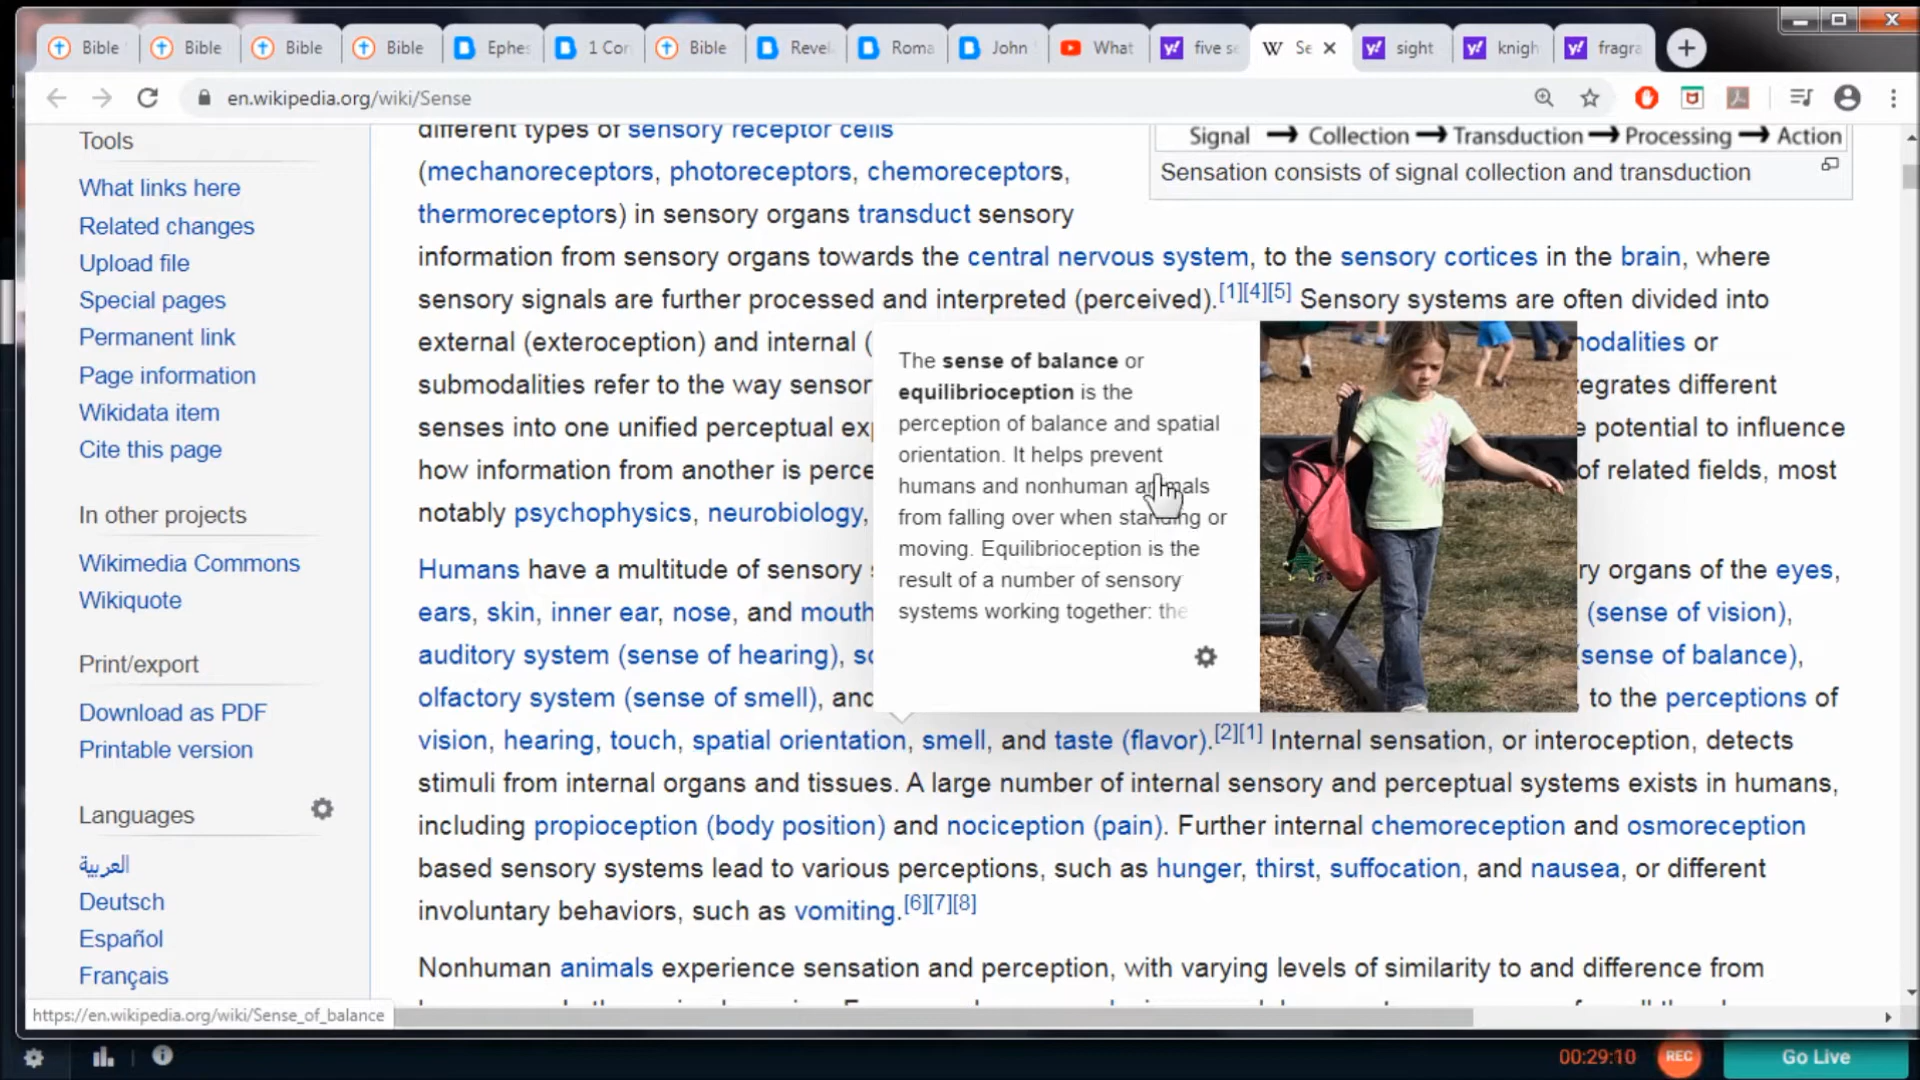 Bible
Bible
Bible
Bible
Ephes
1 Cor
Bible
Revel
Roma
John
What
five se
Se
sight
knigh
fragra
en.wikipedia.org/wiki/Sense
Tools
What links here
Related changes
Upload file
Special pages
Permanent link
Page information
Wikidata item
Cite this page
In other projects
Wikimedia Commons
Wikiquote
Print/export
Download as PDF
Printable version
Languages
العربية
Deutsch
Español
Français
https://en.wikipedia.org/wiki/Sense_of_balance
different types of sensory receptor cells
(mechanoreceptors, photoreceptors, chemoreceptors,
thermoreceptors) in sensory organs transduct sensory
information from sensory organs towards the central nervous system, to the sensory cortices in the brain, where
sensory signals are further processed and interpreted (perceived).[1][4][5] Sensory systems are often divided into
external (exteroception) and internal ( modalities or
submodalities refer to the way sensor tegrates different
senses into one unified perceptual exp e potential to influence
how information from another is perce of related fields, most
notably psychophysics, neurobiology,
Humans have a multitude of sensory s ry organs of the eyes,
ears, skin, inner ear, nose, and mouth (sense of vision),
auditory system (sense of hearing), so (sense of balance),
olfactory system (sense of smell), and to the perceptions of
vision, hearing, touch, spatial orientation, smell, and taste (flavor).[2][1] Internal sensation, or interoception, detects
stimuli from internal organs and tissues. A large number of internal sensory and perceptual systems exists in humans,
including propioception (body position) and nociception (pain). Further internal chemoreception and osmoreception
based sensory systems lead to various perceptions, such as hunger, thirst, suffocation, and nausea, or different
involuntary behaviors, such as vomiting.[6][7][8]
Nonhuman animals experience sensation and perception, with varying levels of similarity to and difference from
Signal → Collection → Transduction → Processing → Action
Sensation consists of signal collection and transduction
The sense of balance or
equilibrioception is the
perception of balance and spatial
orientation. It helps prevent
humans and nonhuman animals
from falling over when standing or
moving. Equilibrioception is the
result of a number of sensory
systems working together: the
00:29:10
REC
Go Live